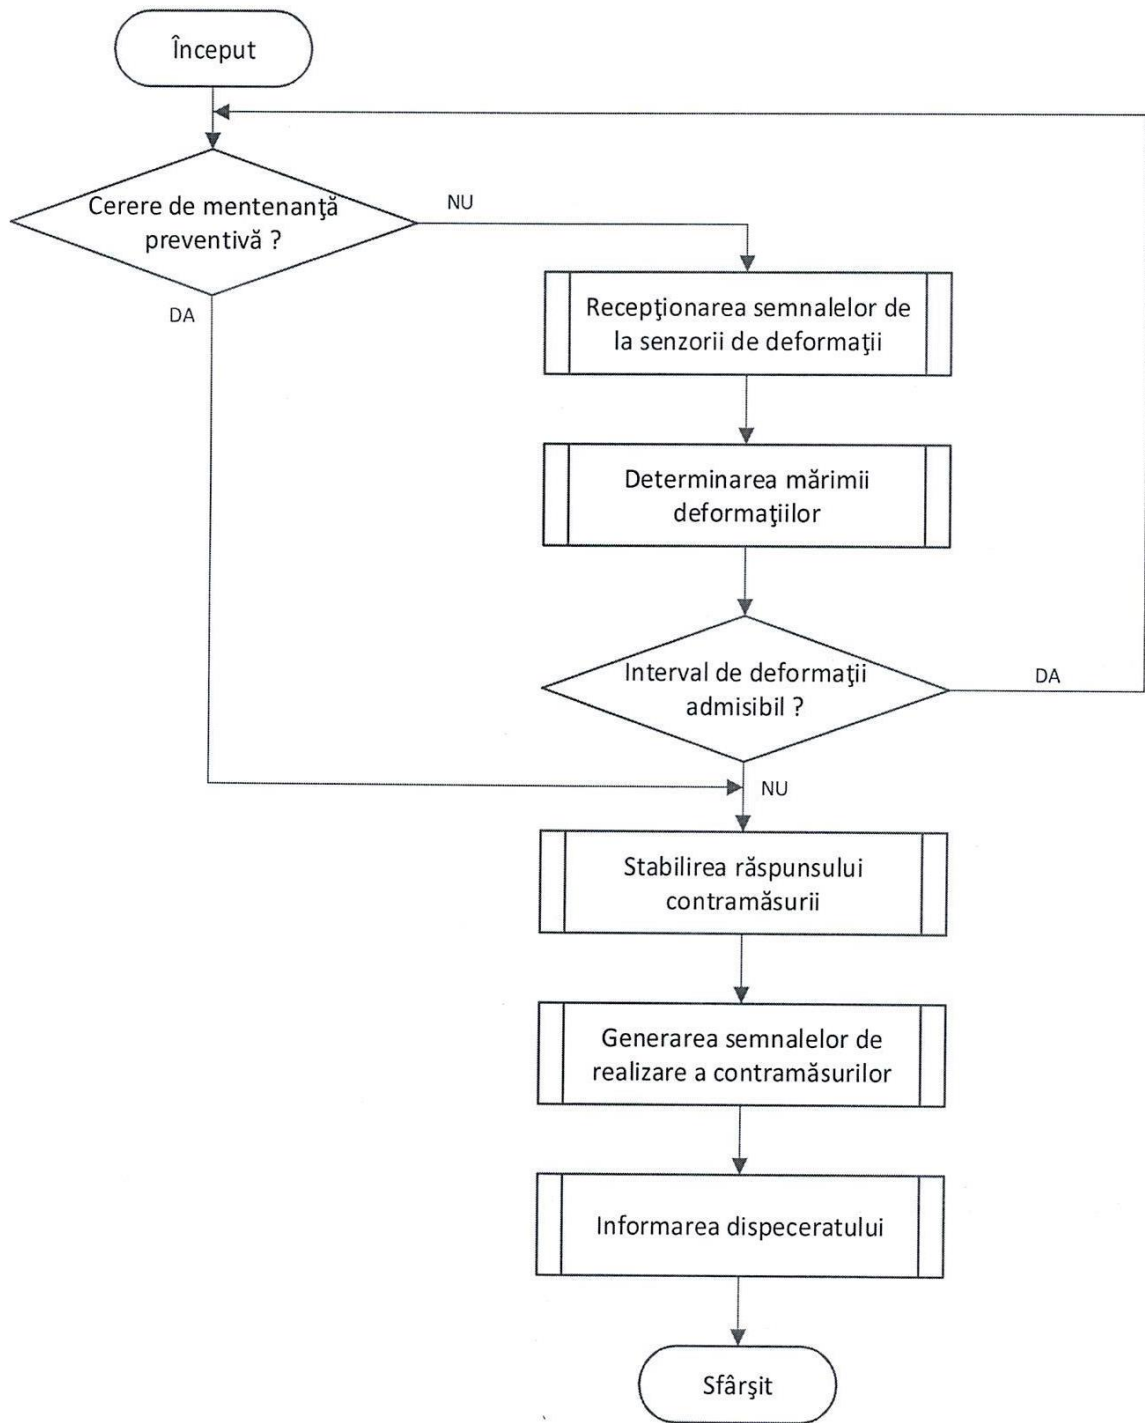 Început
Cerere de mentenanţă
preventivă ?
NU
DA
Recepţionarea semnalelor de
la senzorii de deformaţii
Determinarea mărimii
deformaţiilor
Interval de deformaţii
admisibil ?
DA
NU
Stabilirea răspunsului
contramăsurii
Generarea semnalelor de
realizare a contramăsurilor
Informarea dispeceratului
Sfârşit